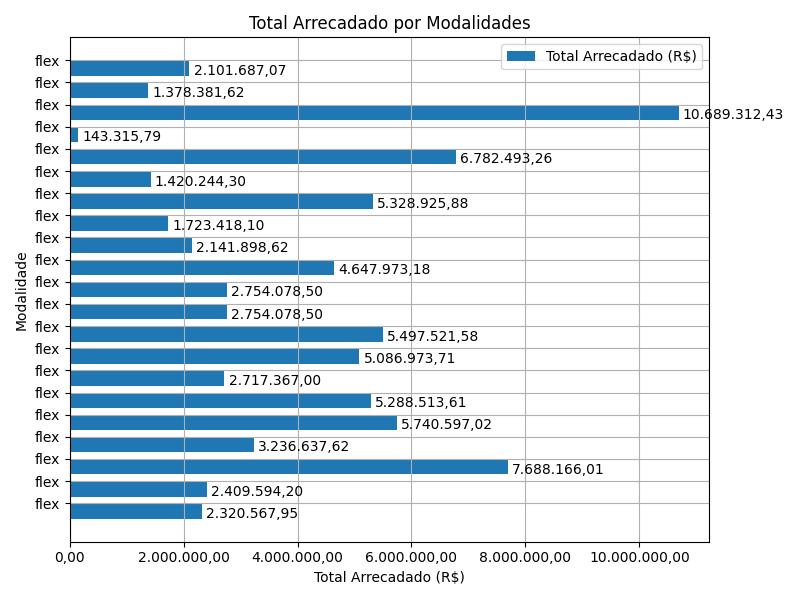 Total Arrecadado por Modalidades
Total Arrecadado (R$)
flex
2.101.687,07
flex
1.378.381,62
flex
10.689.312,43
flex
143.315,79
flex
6.782.493,26
flex
1.420.244,30
flex
5.328.925,88
flex
1.723.418,10
flex
2.141.898,62
flex
4.647.973,18
flex
2.754.078,50
flex
2.754.078,50
flex
5.497.521,58
flex
5.086.973,71
flex
2.717.367,00
flex
5.288.513,61
flex
5.740.597,02
flex
3.236.637,62
flex
7.688.166,01
flex
2.409.594,20
flex
2.320.567,95
Modalidade
0,00 2.000.000,00 4.000.000,00 6.000.000,00 8.000.000,00 10.000.000,00
Total Arrecadado (R$)